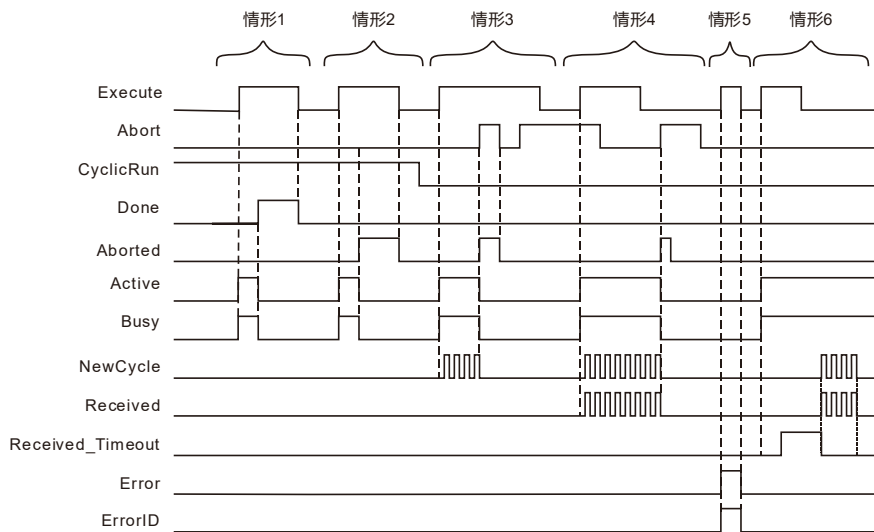 情形1 情形2 情形3 情形4 情形5 情形6
Execute
Abort
CyclicRun
Done
Aborted
Active
Busy
NewCycle
Received
Received_Timeout
Error
ErrorID